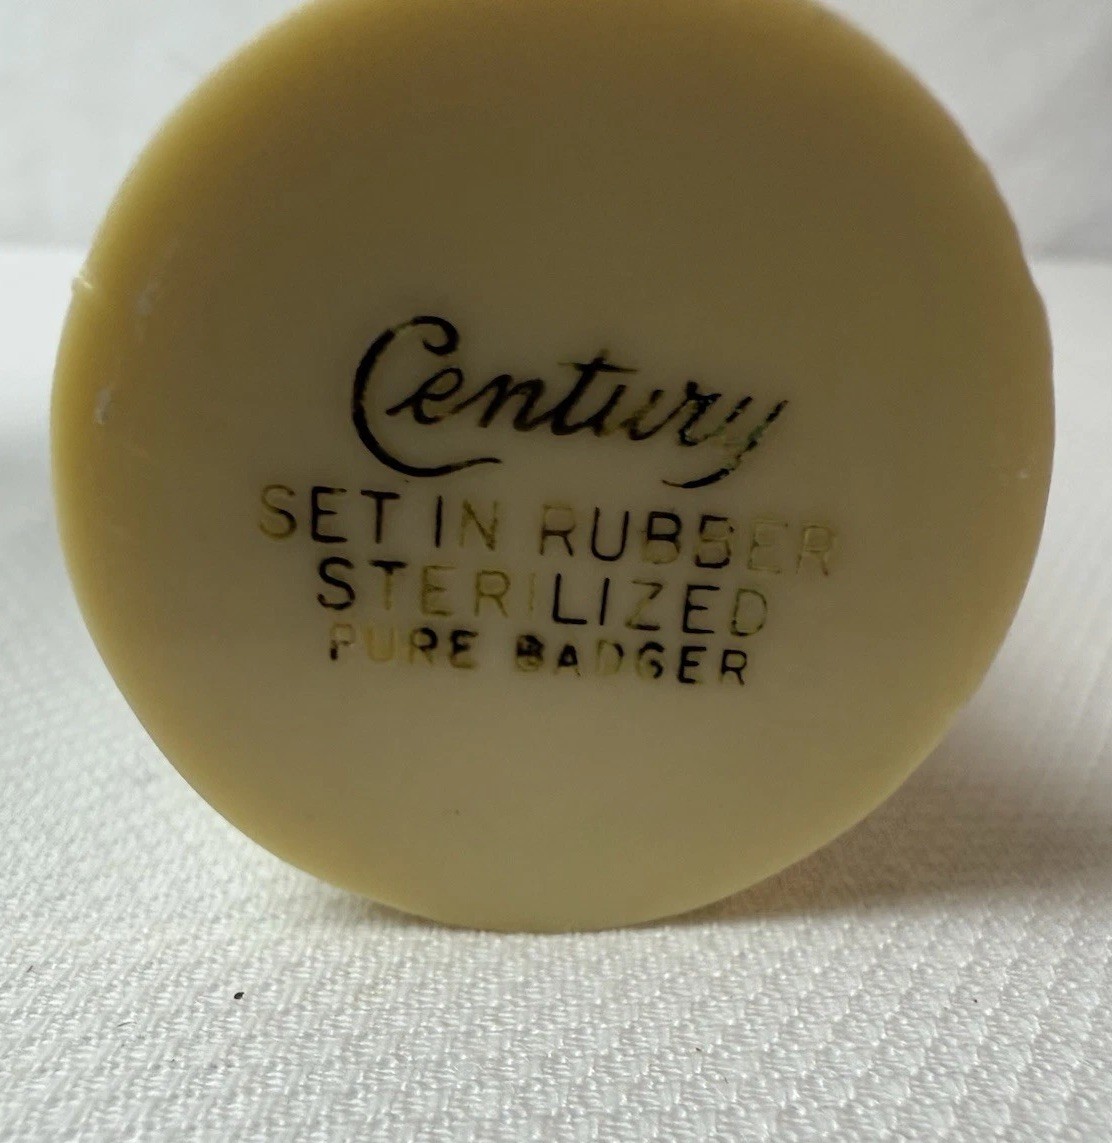 Century
SET IN RUBBER
STERILIZED
PURE BADGER